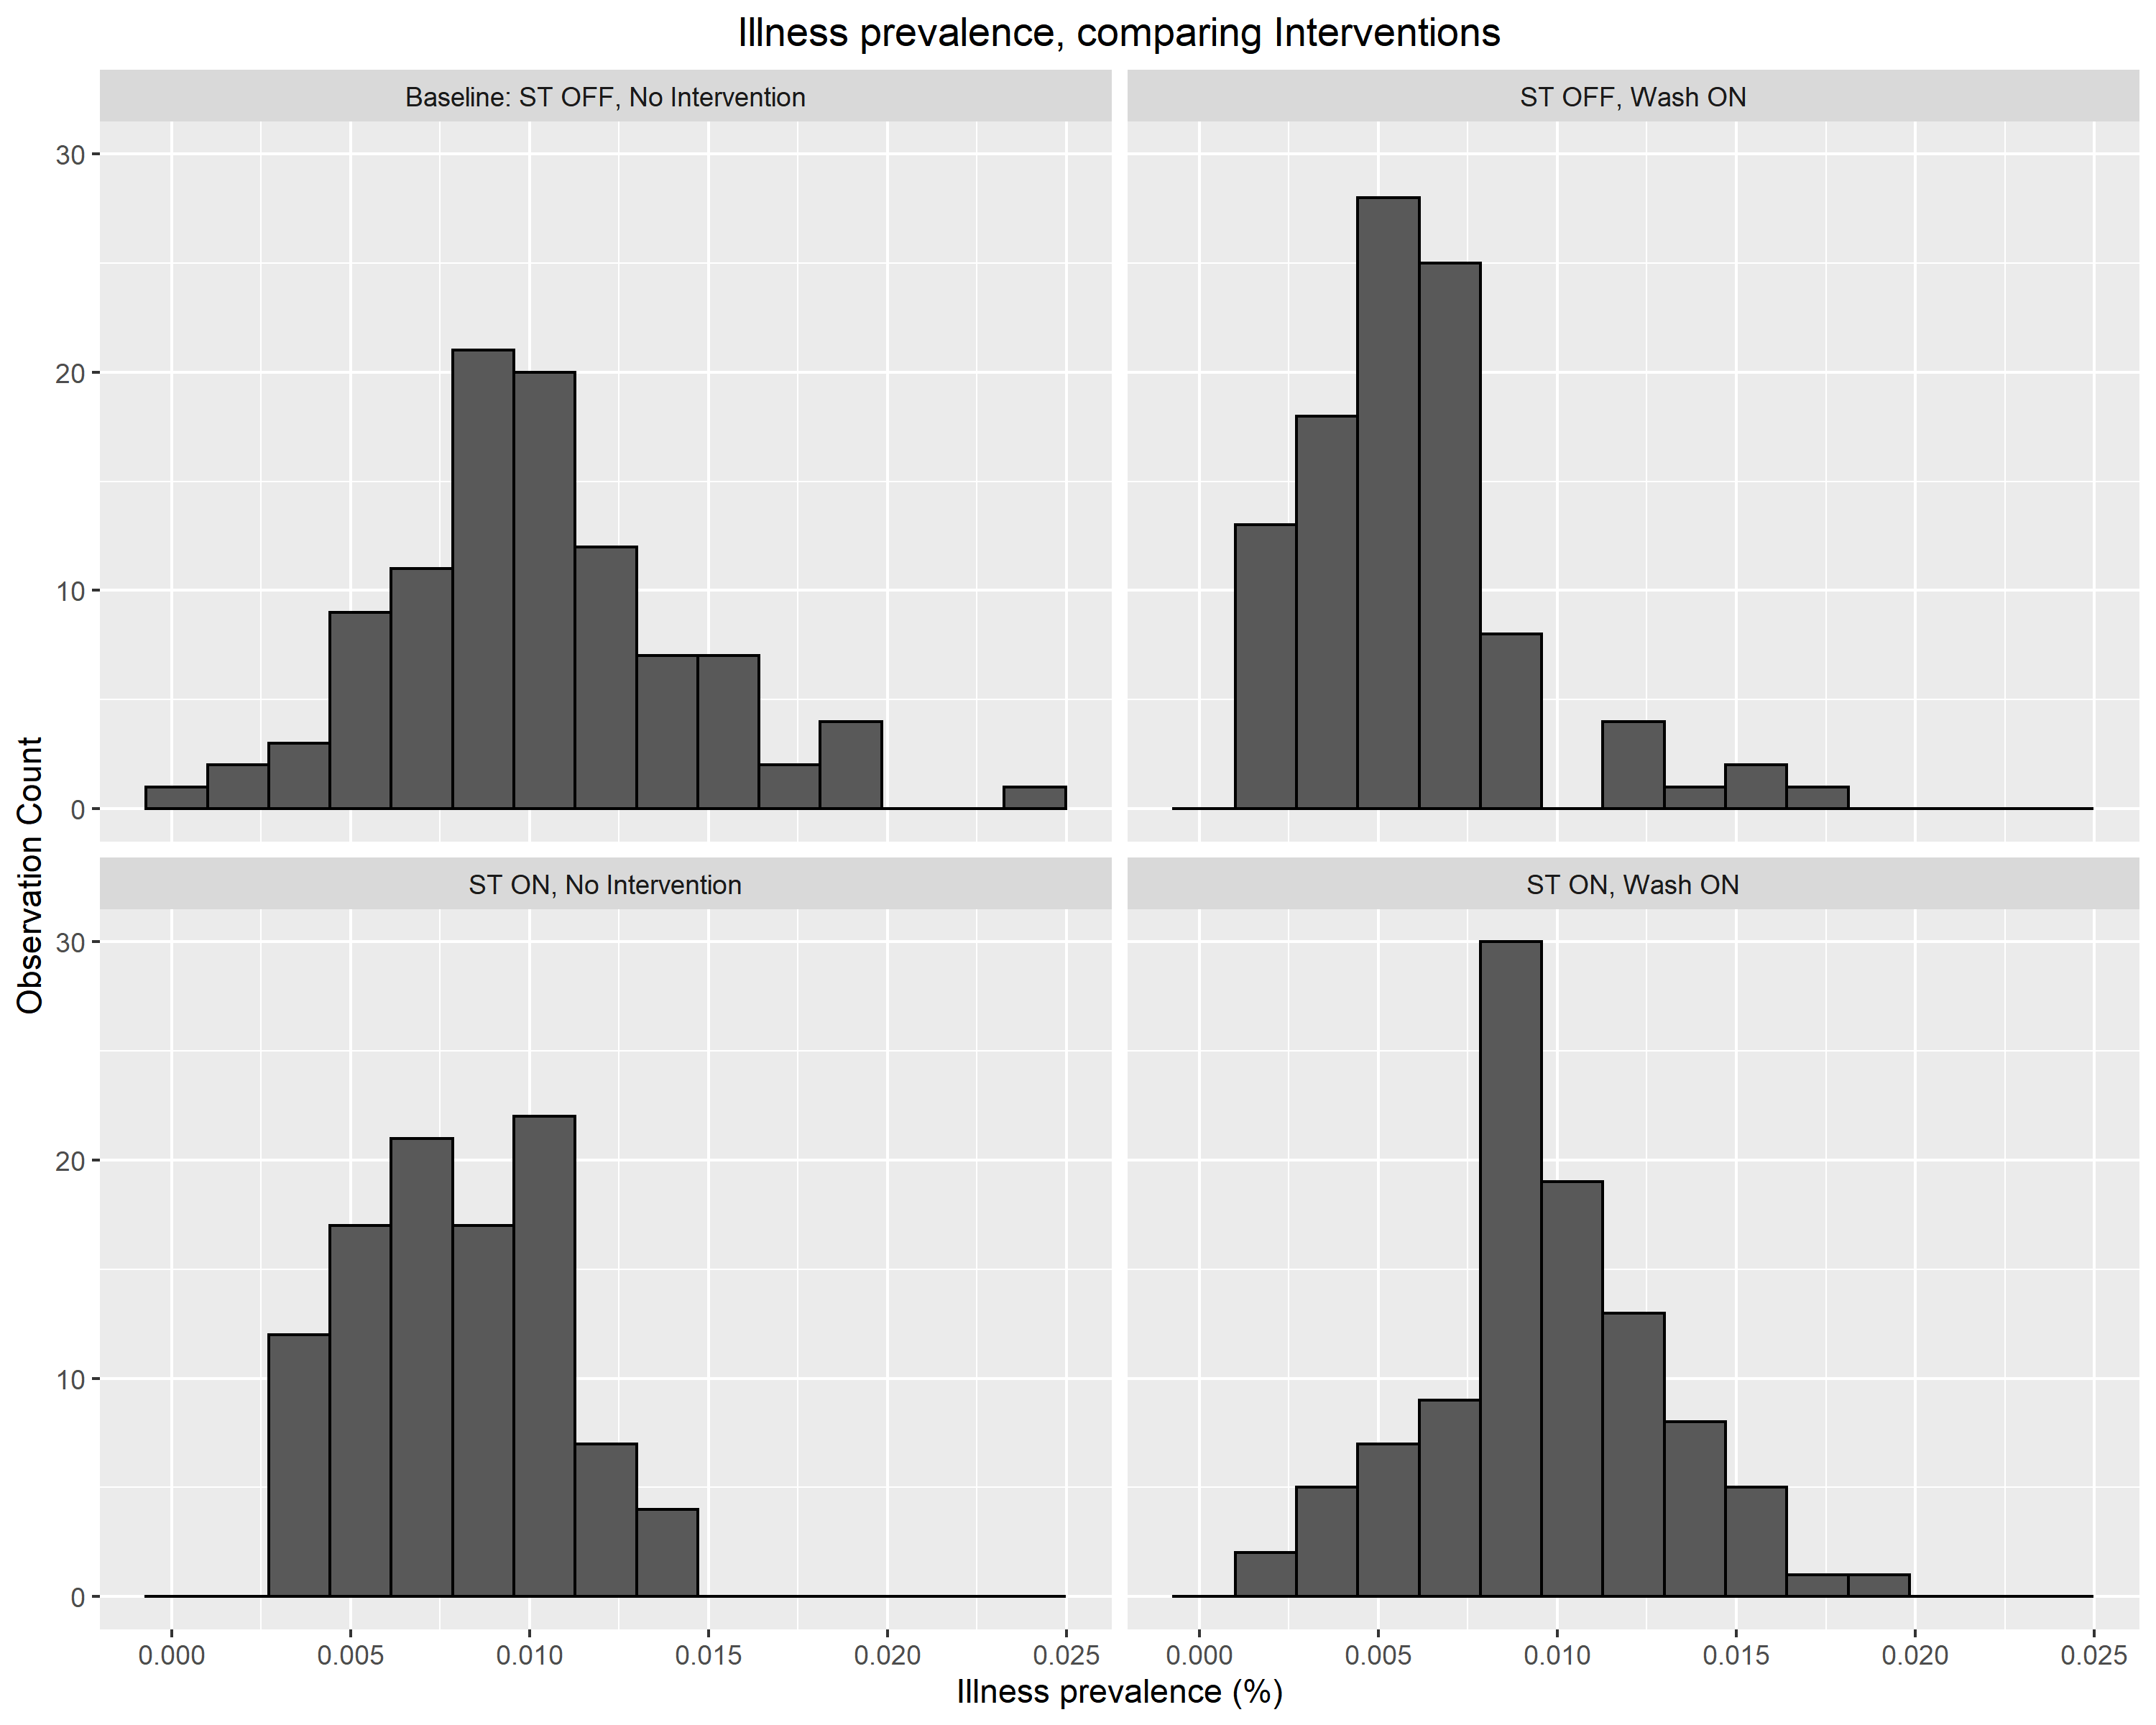 Illness prevalence, comparing Interventions
Baseline: ST OFF, No Intervention
ST OFF, Wash ON
30
20
10
0
Observation Count
ST ON, No Intervention
ST ON, Wash ON
30
20
10
0
0.000 0.005 0.010 0.015 0.020 0.025
0.000 0.005 0.010 0.015 0.020 0.025
Illness prevalence (%)